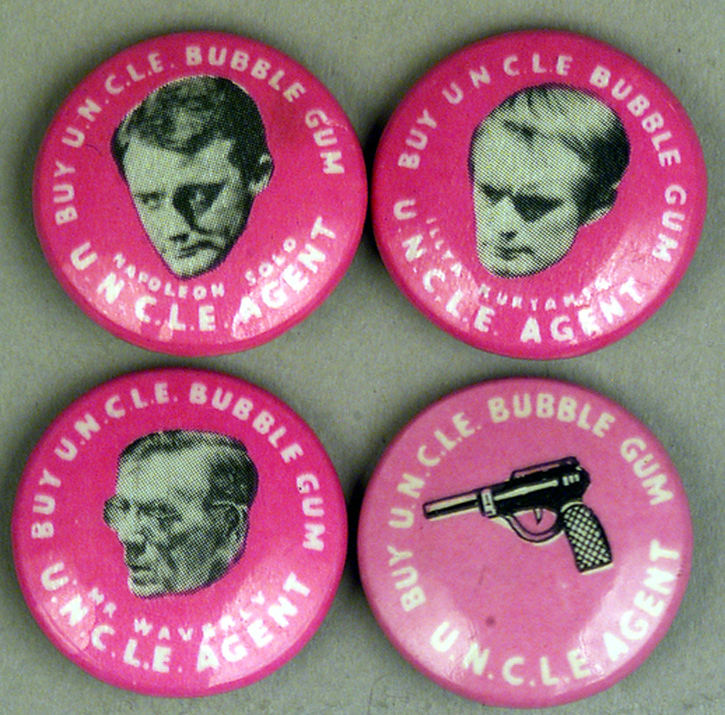 BUY U.N.C.L.E. BUBBLE GUM
NAPOLEON SOLO
U.N.C.L.E. AGENT
BUY U.N.C.L.E BUBBLE GUM
ILLYA KURYAKIN
U.N.C.L.E. AGENT
BUY U.N.C.L.E. BUBBLE GUM
MR WAVERLY
U.N.C.L.E. AGENT
BUY U.N.C.L.E. BUBBLE GUM
U.N.C.L.E AGENT